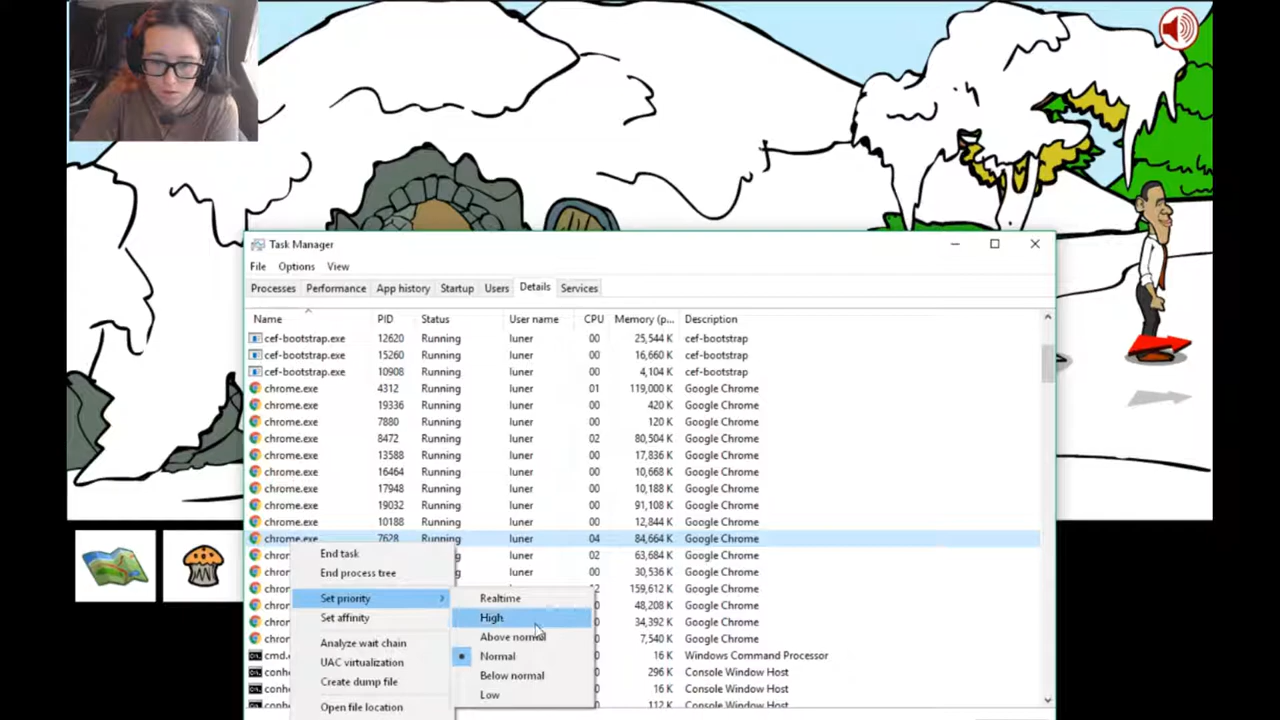 Task Manager
File Options View
Processes Performance App history Startup Users Details Services
Name PID Status User name CPU Memory (p... Description
cef-bootstrap.exe 12620 Running luner 00 25,544 K cef-bootstrap
cef-bootstrap.exe 15260 Running luner 00 16,660 K cef-bootstrap
cef-bootstrap.exe 10908 Running luner 00 4,104 K cef-bootstrap
chrome.exe 4312 Running luner 01 119,000 K Google Chrome
chrome.exe 19336 Running luner 00 420 K Google Chrome
chrome.exe 7880 Running luner 00 120 K Google Chrome
chrome.exe 8472 Running luner 02 80,504 K Google Chrome
chrome.exe 13588 Running luner 00 17,836 K Google Chrome
chrome.exe 16464 Running luner 00 10,668 K Google Chrome
chrome.exe 17948 Running luner 00 10,188 K Google Chrome
chrome.exe 19032 Running luner 00 91,108 K Google Chrome
chrome.exe 10188 Running luner 00 12,844 K Google Chrome
chrome.exe 7628 Running luner 04 84,664 K Google Chrome
chror luner 02 63,684 K Google Chrome
luner 00 30,536 K Google Chrome
159,612 K Google Chrome
48,208 K Google Chrome
34,392 K Google Chrome
7,540 K Google Chrome
cmd. 16 K Windows Command Processor
conh 296 K Console Window Host
conh 16 K Console Window Host
conh 112 K Console Window Host
End task
End process tree
Set priority
Set affinity
Analyze wait chain
UAC virtualization
Create dump file
Open file location
Realtime
High
Above normal
Normal
Below normal
Low